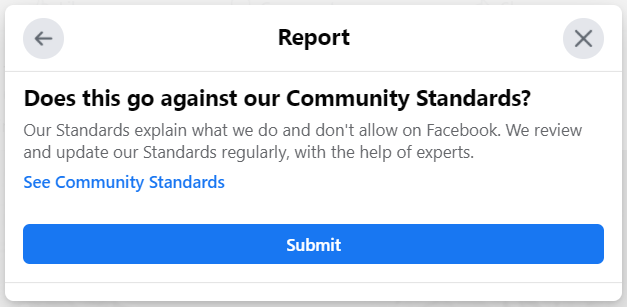 Report
Does this go against our Community Standards?
Our Standards explain what we do and don't allow on Facebook. We review
and update our Standards regularly, with the help of experts.
See Community Standards
Submit